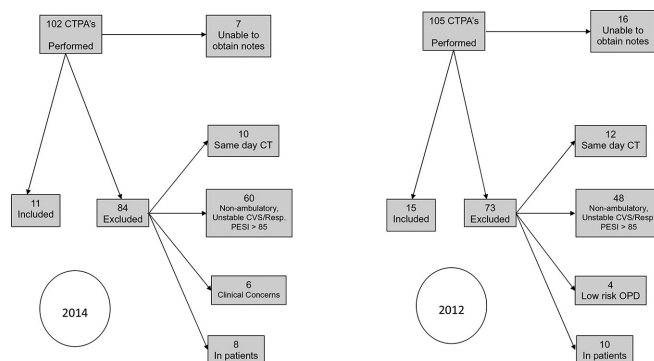 102 CTPA's
Performed
7
Unable to
obtain notes
10
Same day CT
11
Included
84
Excluded
60
Non-ambulatory,
Unstable CVS/Resp.
PESI > 85
6
Clinical Concerns
8
In patients
2014
105 CTPA's
Performed
16
Unable to
obtain notes
12
Same day CT
15
Included
73
Excluded
48
Non-ambulatory,
Unstable CVS/Resp
PESI > 85
4
Low risk OPD
10
In patients
2012